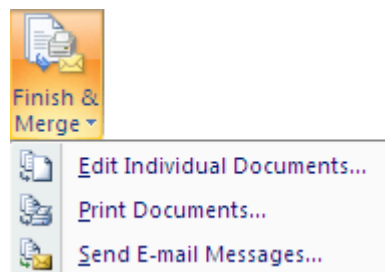 Finish &
Merge
Edit Individual Documents...
Print Documents...
Send E-mail Messages...